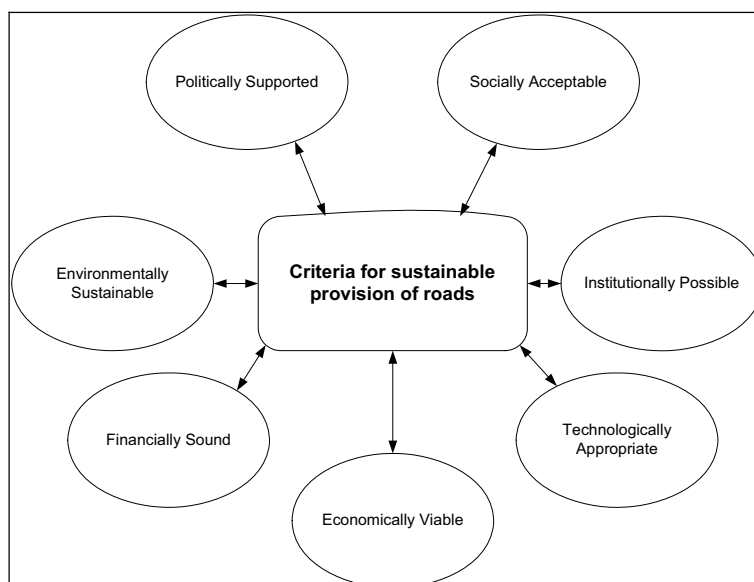 Politically Supported
Socially Acceptable
Environmentally
Sustainable
Criteria for sustainable
provision of roads
Institutionally Possible
Financially Sound
Technologically
Appropriate
Economically Viable